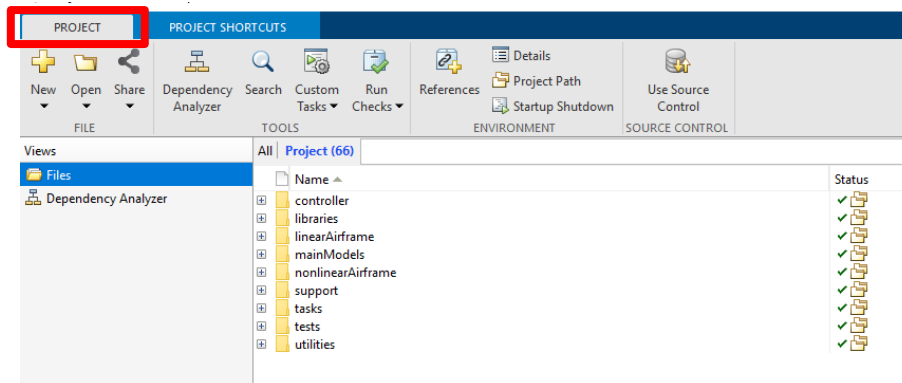 PROJECT PROJECT SHORTCUTS
New Open Share Dependency Analyzer Search Custom Tasks Run Checks References Details Project Path Startup Shutdown Use Source Control
FILE TOOLS ENVIRONMENT SOURCE CONTROL
Views All Project (66)
Files Name Status
Dependency Analyzer
controller
libraries
linearAirframe
mainModels
nonlinearAirframe
support
tasks
tests
utilities